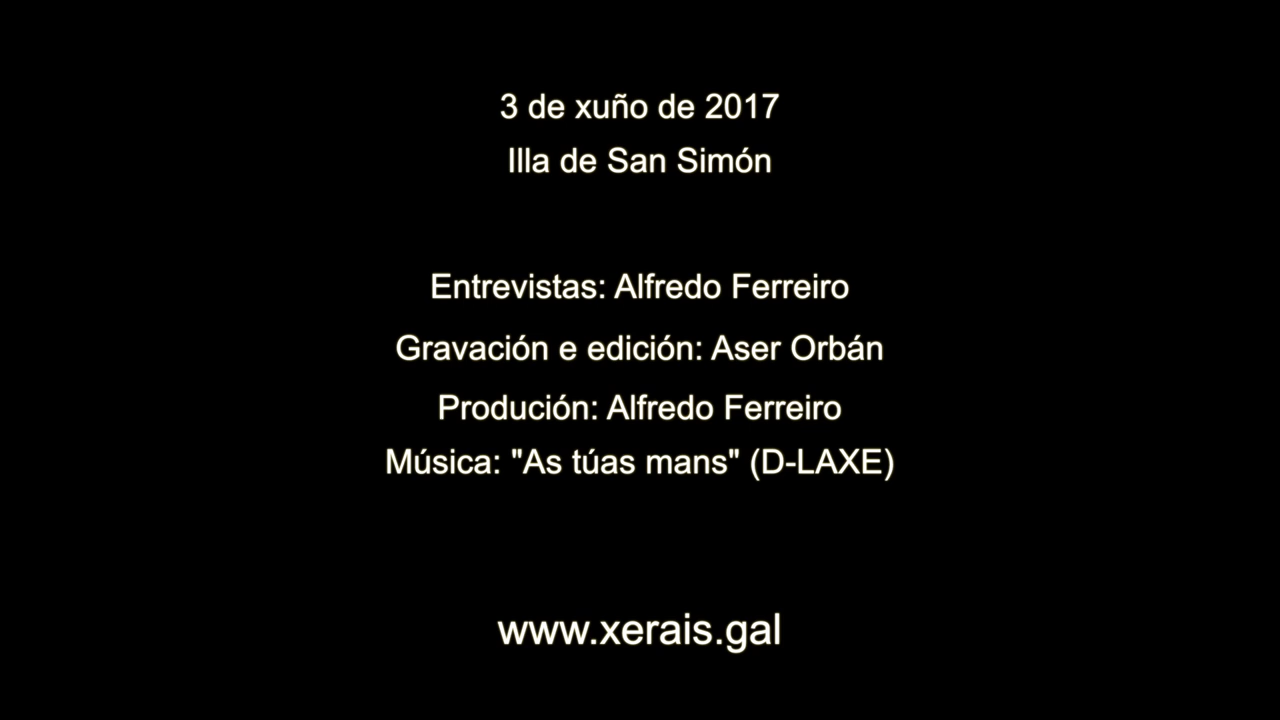 3 de xuño de 2017
Illa de San Simón
Entrevistas: Alfredo Ferreiro
Gravación e edición: Aser Orbán
Produción: Alfredo Ferreiro
Música: "As túas mans" (D-LAXE)
www.xerais.gal